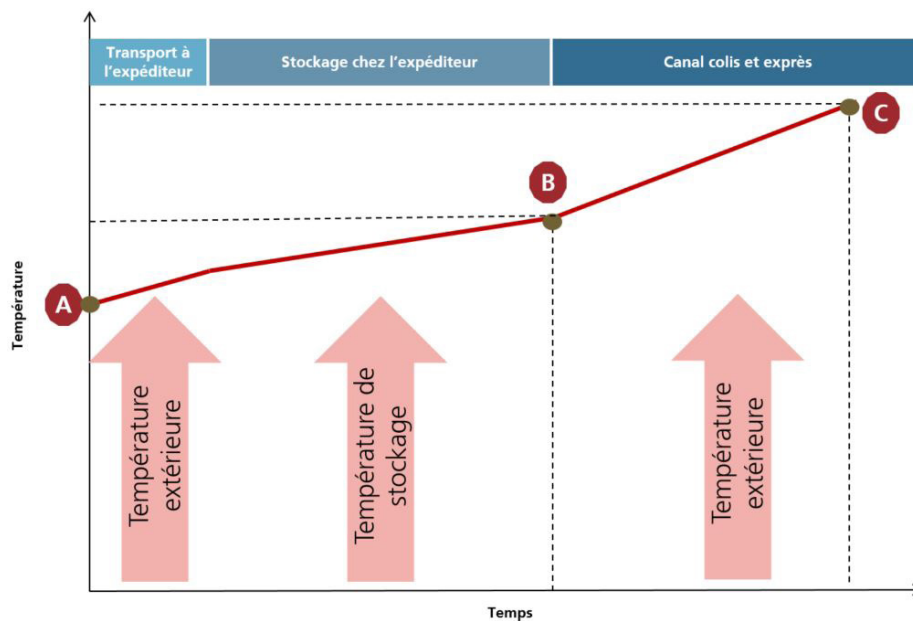 Transport à
l'expéditeur
Stockage chez l'expéditeur
Canal colis et exprès
C
B
A
Température
Température
extérieure
Température de
stockage
Température
extérieure
Temps